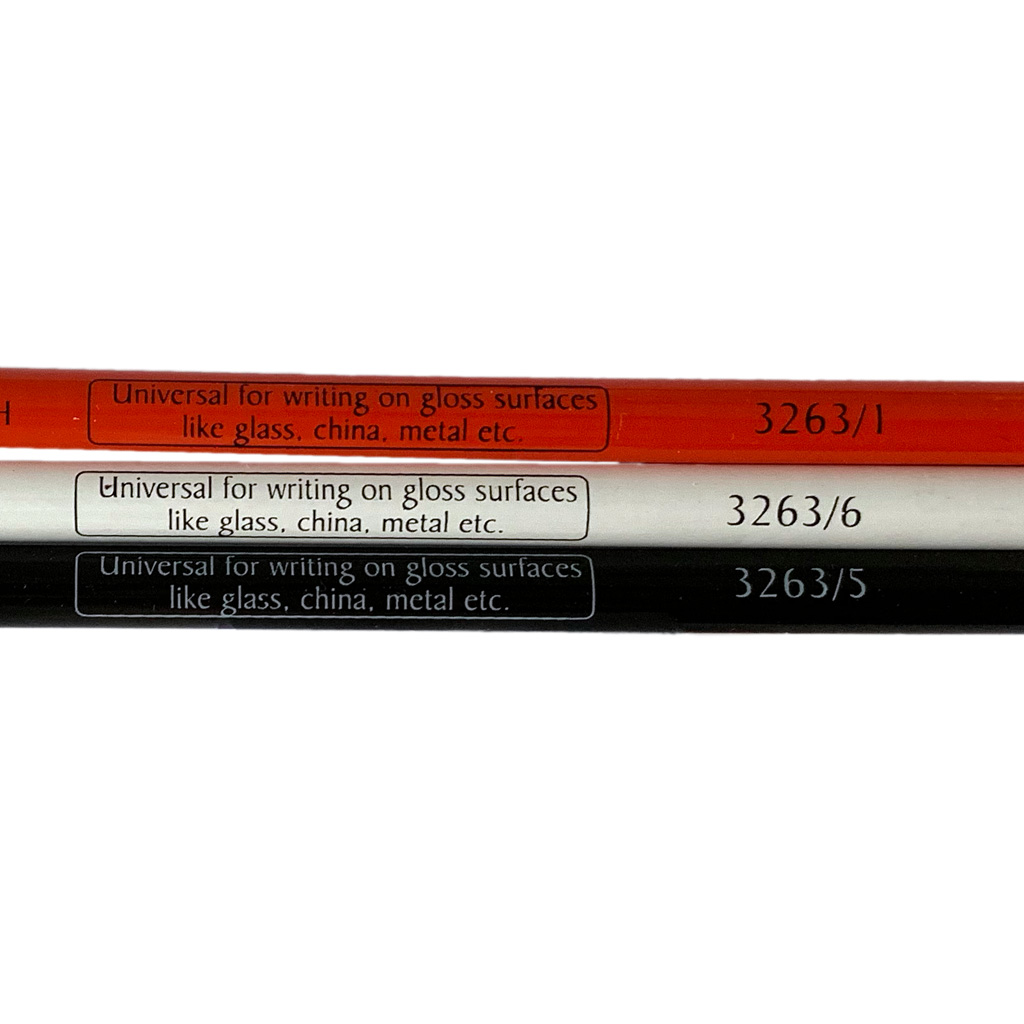 H
Universal for writing on gloss surfaces
like glass, china, metal etc.
3263/1
Universal for writing on gloss surfaces
like glass, china, metal etc.
3263/6
Universal for writing on gloss surfaces
like glass, china, metal etc.
3263/5